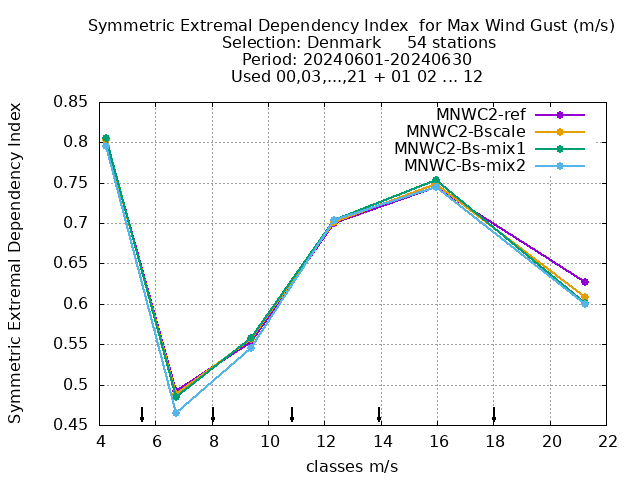 Symmetric Extremal Dependency Index  for Max Wind Gust (m/s)
Selection: Denmark     54 stations
Period: 20240601-20240630
Used 00,03,...,21 + 01 02 ... 12
Symmetric Extremal Dependency Index
0.85
0.8
0.75
0.7
0.65
0.6
0.55
0.5
0.45
MNWC2-ref
MNWC2-Bscale
MNWC2-Bs-mix1
MNWC-Bs-mix2
4 6 8 10 12 14 16 18 20 22
classes m/s